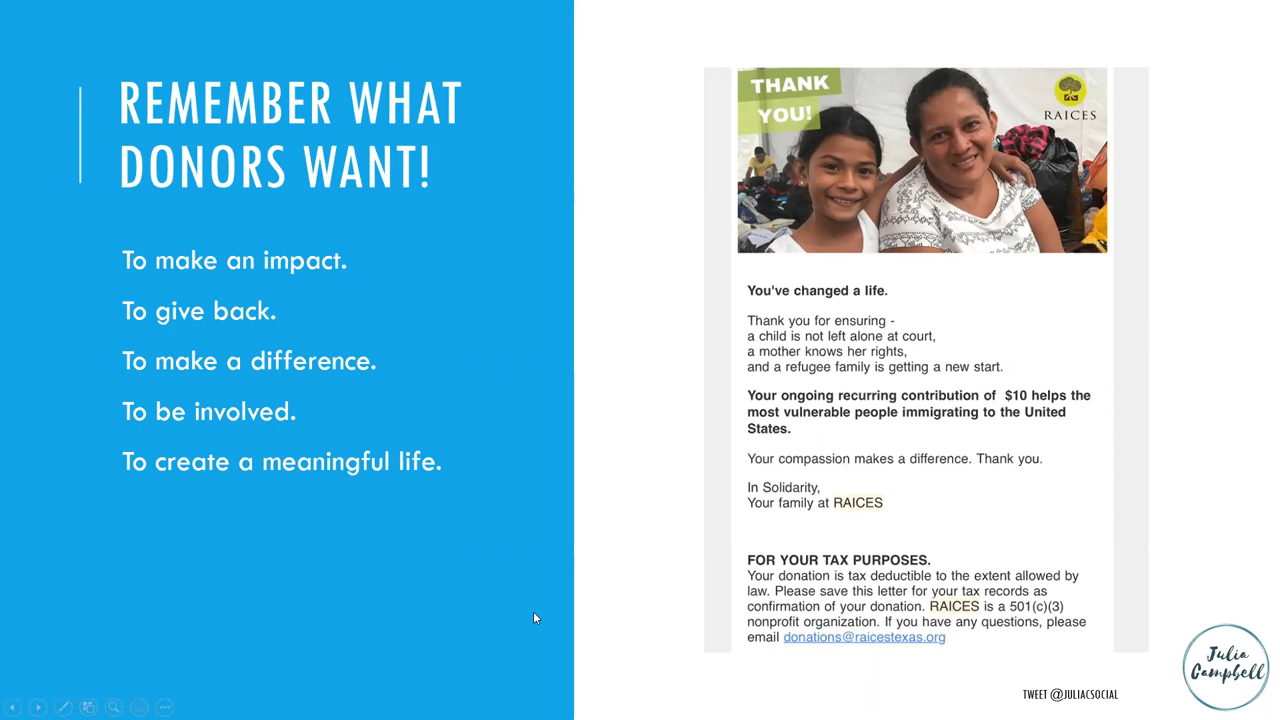 REMEMBER WHAT
DONORS WANT!
To make an impact.
To give back.
To make a difference.
To be involved.
To create a meaningful life.
THANK
YOU!
RAICES
You've changed a life.
Thank you for ensuring -
a child is not left alone at court,
a mother knows her rights,
and a refugee family is getting a new start.
Your ongoing recurring contribution of $10 helps the
most vulnerable people immigrating to the United
States.
Your compassion makes a difference. Thank you.
In Solidarity,
Your family at RAICES
FOR YOUR TAX PURPOSES.
Your donation is tax deductible to the extent allowed by
law. Please save this letter for your tax records as
confirmation of your donation. RAICES is a 501(c)(3)
nonprofit organization. If you have any questions, please
email donations@raicestexas.org
Julia
Campbell
TWEET @JULIACSOCIAL